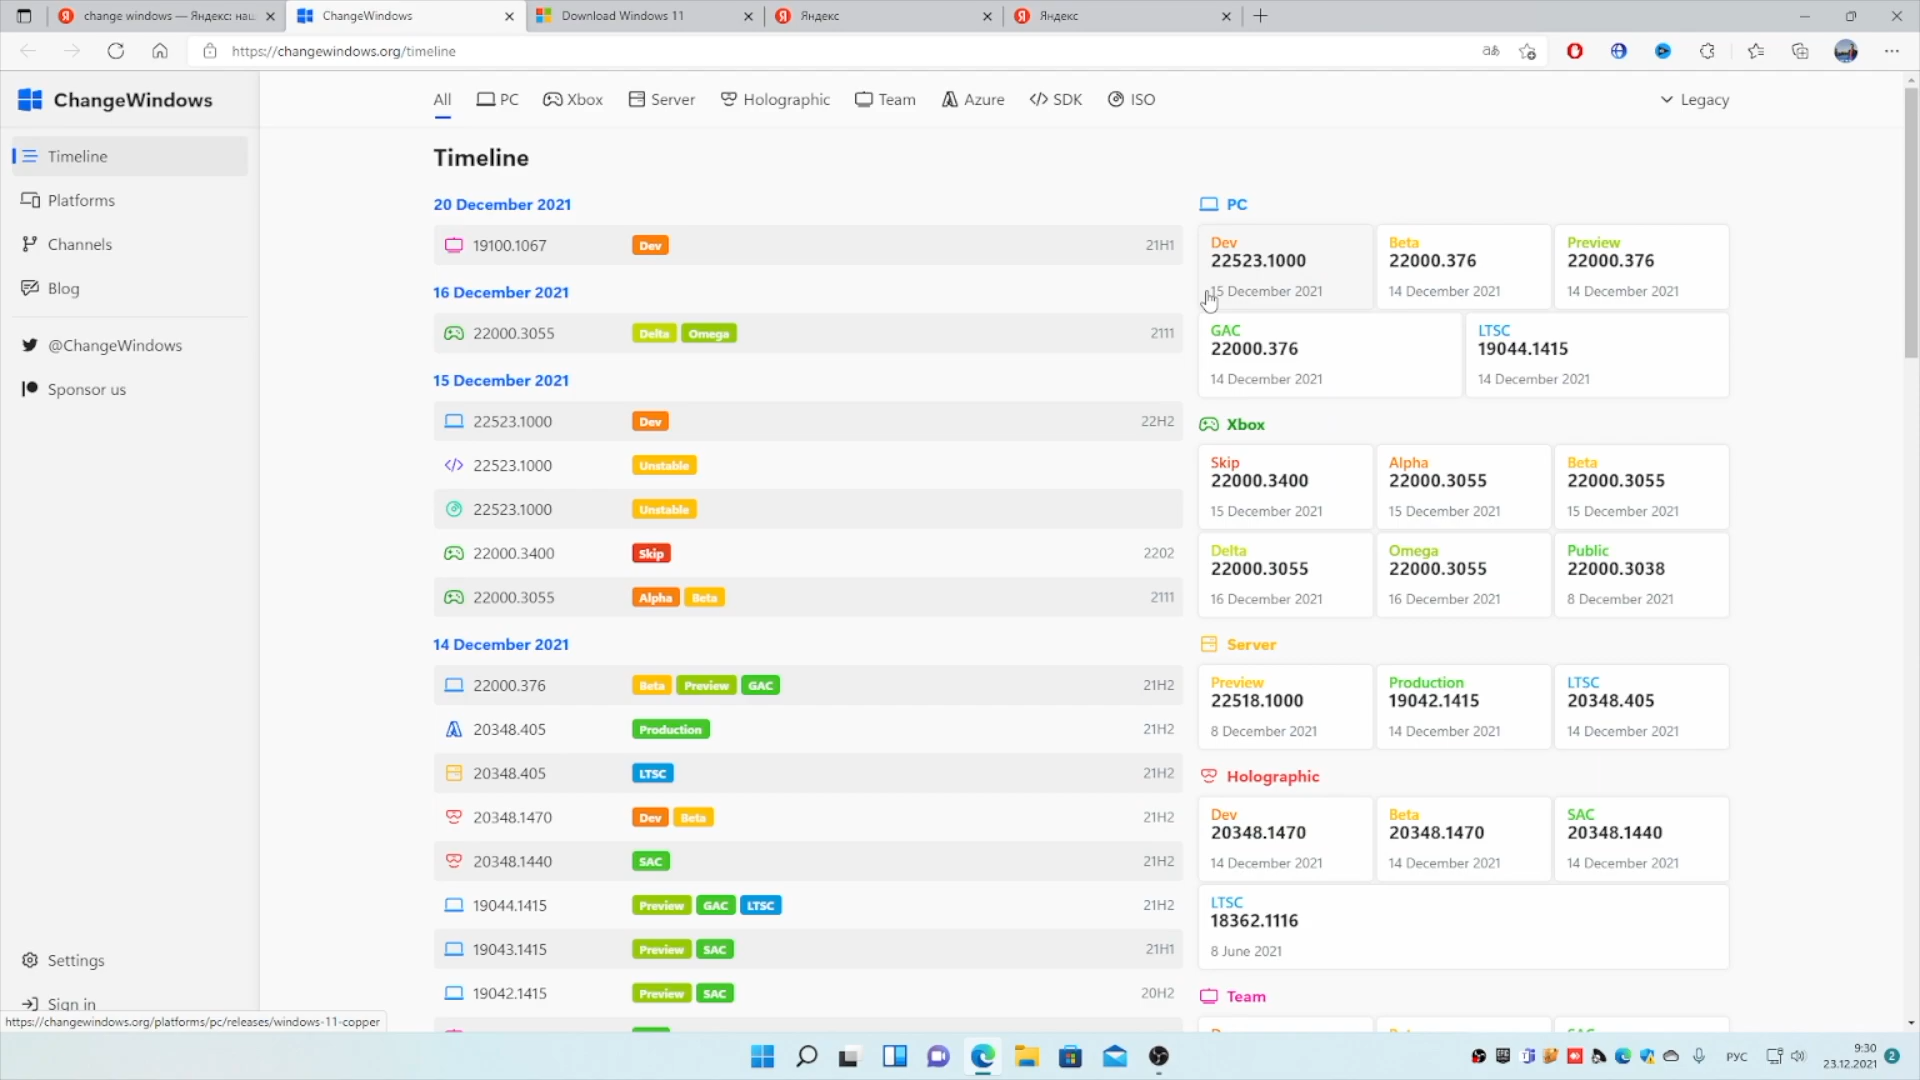 change windows — Яндекс: наш
ChangeWindows
Download Windows 11
Яндекс
Яндекс
https://changewindows.org/timeline
ChangeWindows
All
PC
Xbox
Server
Holographic
Team
Azure
SDK
ISO
Legacy
Timeline
Platforms
Channels
Blog
@ChangeWindows
Sponsor us
Settings
Sign in
Timeline
20 December 2021
19100.1067 Dev 21H1
16 December 2021
22000.3055 Delta Omega 2111
15 December 2021
22523.1000 Dev 22H2
22523.1000 Unstable
22523.1000 Unstable
22000.3400 Skip 2202
22000.3055 Alpha Beta 2111
14 December 2021
22000.376 Beta Preview GAC 21H2
20348.405 Production 21H2
20348.405 LTSC 21H2
20348.1470 Dev Beta 21H2
20348.1440 SAC 21H2
19044.1415 Preview GAC LTSC 21H2
19043.1415 Preview SAC 21H1
19042.1415 Preview SAC 20H2
PC
Dev
22523.1000
15 December 2021
Beta
22000.376
14 December 2021
Preview
22000.376
14 December 2021
GAC
22000.376
14 December 2021
LTSC
19044.1415
14 December 2021
Xbox
Skip
22000.3400
15 December 2021
Alpha
22000.3055
15 December 2021
Beta
22000.3055
15 December 2021
Delta
22000.3055
16 December 2021
Omega
22000.3055
16 December 2021
Public
22000.3038
8 December 2021
Server
Preview
22518.1000
8 December 2021
Production
19042.1415
14 December 2021
LTSC
20348.405
14 December 2021
Holographic
Dev
20348.1470
14 December 2021
Beta
20348.1470
14 December 2021
SAC
20348.1440
14 December 2021
LTSC
18362.1116
8 June 2021
Team
https://changewindows.org/platforms/pc/releases/windows-11-copper
РУС
9:30
23.12.2021
2